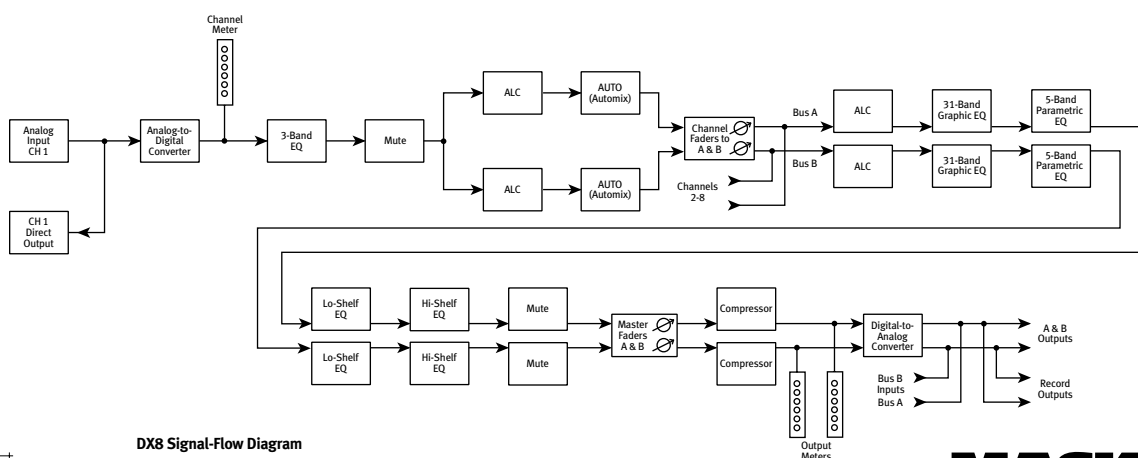 Channel
Meter
Analog
Input
CH 1
Analog-to-
Digital
Converter
3-Band
EQ
Mute
ALC
AUTO
(Automix)
ALC
AUTO
(Automix)
Channel
Faders to
A & B
Bus A
Bus B
Channels
2-8
ALC
31-Band
Graphic EQ
5-Band
Parametric
EQ
ALC
31-Band
Graphic EQ
5-Band
Parametric
EQ
CH 1
Direct
Output
Lo-Shelf
EQ
Hi-Shelf
EQ
Mute
Lo-Shelf
EQ
Hi-Shelf
EQ
Mute
Master
Faders
A & B
Compressor
Compressor
Digital-to-
Analog
Converter
A & B
Outputs
Bus B
Inputs
Bus A
Record
Outputs
Output
Meters
DX8 Signal-Flow Diagram